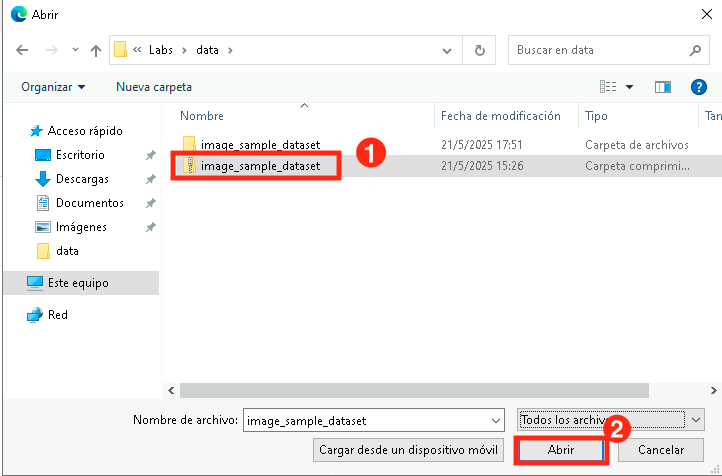 Abrir
« Labs > data >
Buscar en data
Organizar
Nueva carpeta
Nombre
Fecha de modificación
Tipo
Acceso rápido
Escritorio
Descargas
Documentos
Imágenes
data
Este equipo
Red
image_sample_dataset 21/5/2025 17:51 Carpeta de archivos
1
image_sample_dataset 21/5/2025 15:26 Carpeta comprimi...
Nombre de archivo: image_sample_dataset
Todos los
2
Cargar desde un dispositivo móvil
Abrir
Cancelar